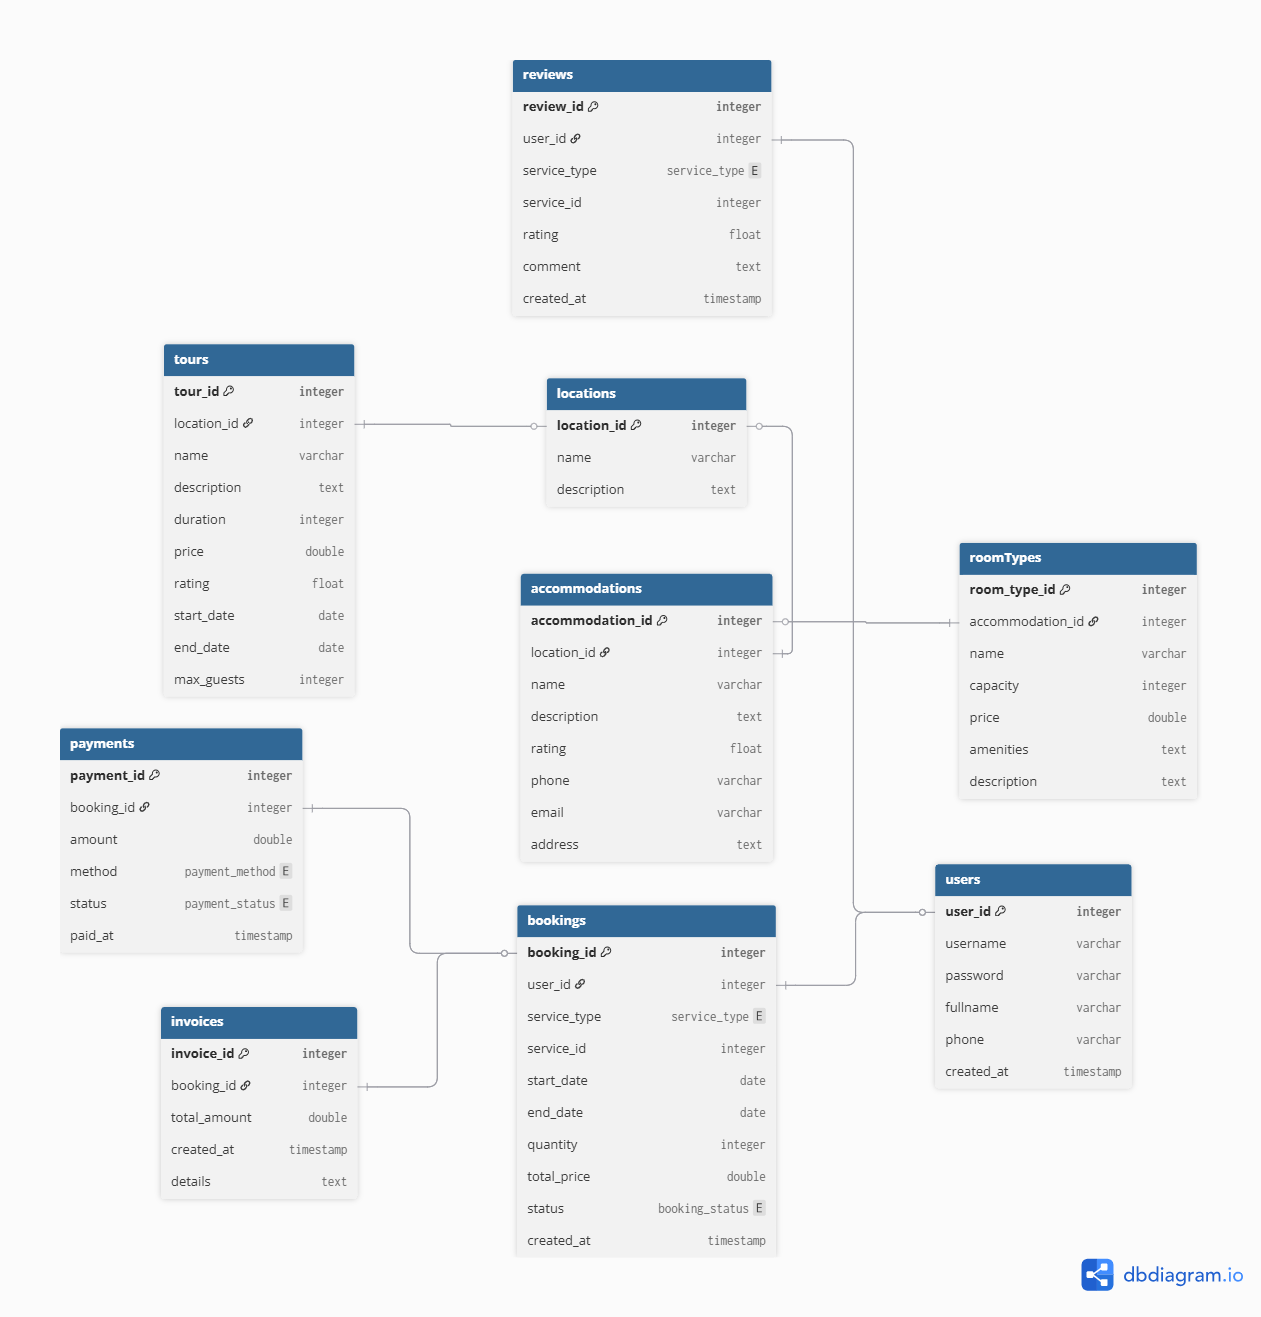 reviews
review_id integer
user_id integer
service_type service_type E
service_id integer
rating float
comment text
created_at timestamp
tours
tour_id integer
location_id integer
name varchar
description text
duration integer
price double
rating float
start_date date
end_date date
max_guests integer
locations
location_id integer
name varchar
description text
roomTypes
room_type_id integer
accommodation_id integer
name varchar
capacity integer
price double
amenities text
description text
accommodations
accommodation_id integer
location_id integer
name varchar
description text
rating float
phone varchar
email varchar
address text
payments
payment_id integer
booking_id integer
amount double
method payment_method E
status payment_status E
paid_at timestamp
users
user_id integer
username varchar
password varchar
fullname varchar
phone varchar
created_at timestamp
bookings
booking_id integer
user_id integer
service_type service_type E
service_id integer
start_date date
end_date date
quantity integer
total_price double
status booking_status E
created_at timestamp
invoices
invoice_id integer
booking_id integer
total_amount double
created_at timestamp
details text
dbdiagram.io